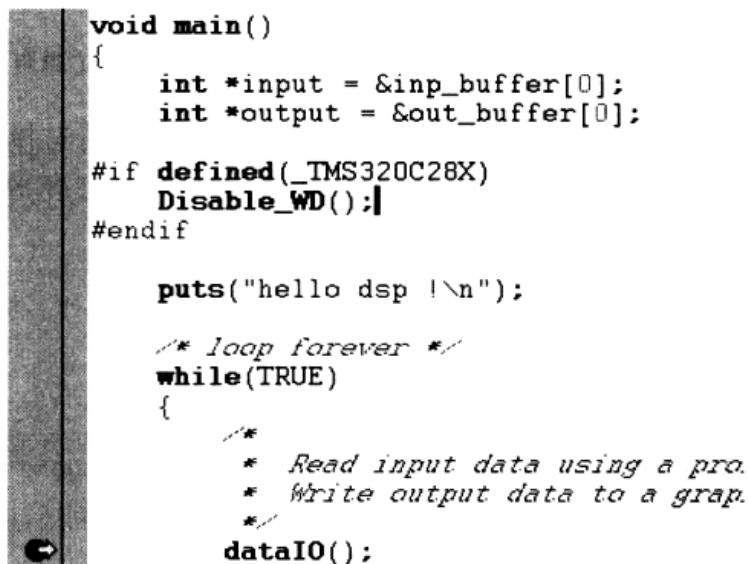 void main()
{
int *input = &inp_buffer[0];
int *output = &out_buffer[0];
#if defined(_TMS320C28X)
Disable_WD();
#endif
puts("hello dsp !\n");
/* loop forever */
while(TRUE)
{
/*
* Read input data using a pro
* Write output data to a grap
*/
dataIO();